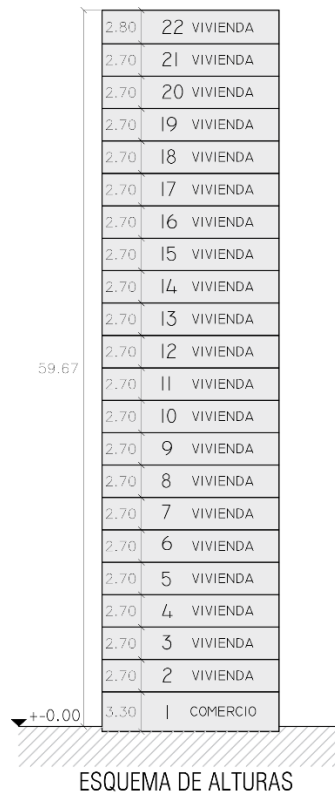 2.80 22 VIVIENDA
2.70 21 VIVIENDA
2.70 20 VIVIENDA
2.70 19 VIVIENDA
2.70 18 VIVIENDA
2.70 17 VIVIENDA
2.70 16 VIVIENDA
2.70 15 VIVIENDA
2.70 14 VIVIENDA
2.70 13 VIVIENDA
2.70 12 VIVIENDA
59.67
2.70 11 VIVIENDA
2.70 10 VIVIENDA
2.70 9 VIVIENDA
2.70 8 VIVIENDA
2.70 7 VIVIENDA
2.70 6 VIVIENDA
2.70 5 VIVIENDA
2.70 4 VIVIENDA
2.70 3 VIVIENDA
2.70 2 VIVIENDA
+-0.00 3.30 1 COMERCIO
ESQUEMA DE ALTURAS